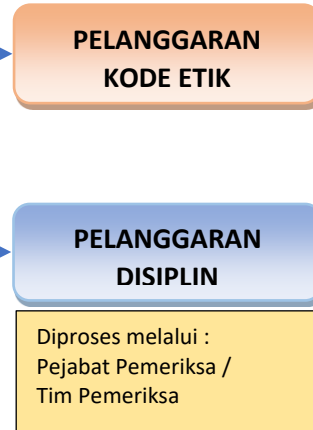 PELANGGARAN
KODE ETIK
PELANGGARAN
DISIPLIN
Diproses melalui :
Pejabat Pemeriksa /
Tim Pemeriksa